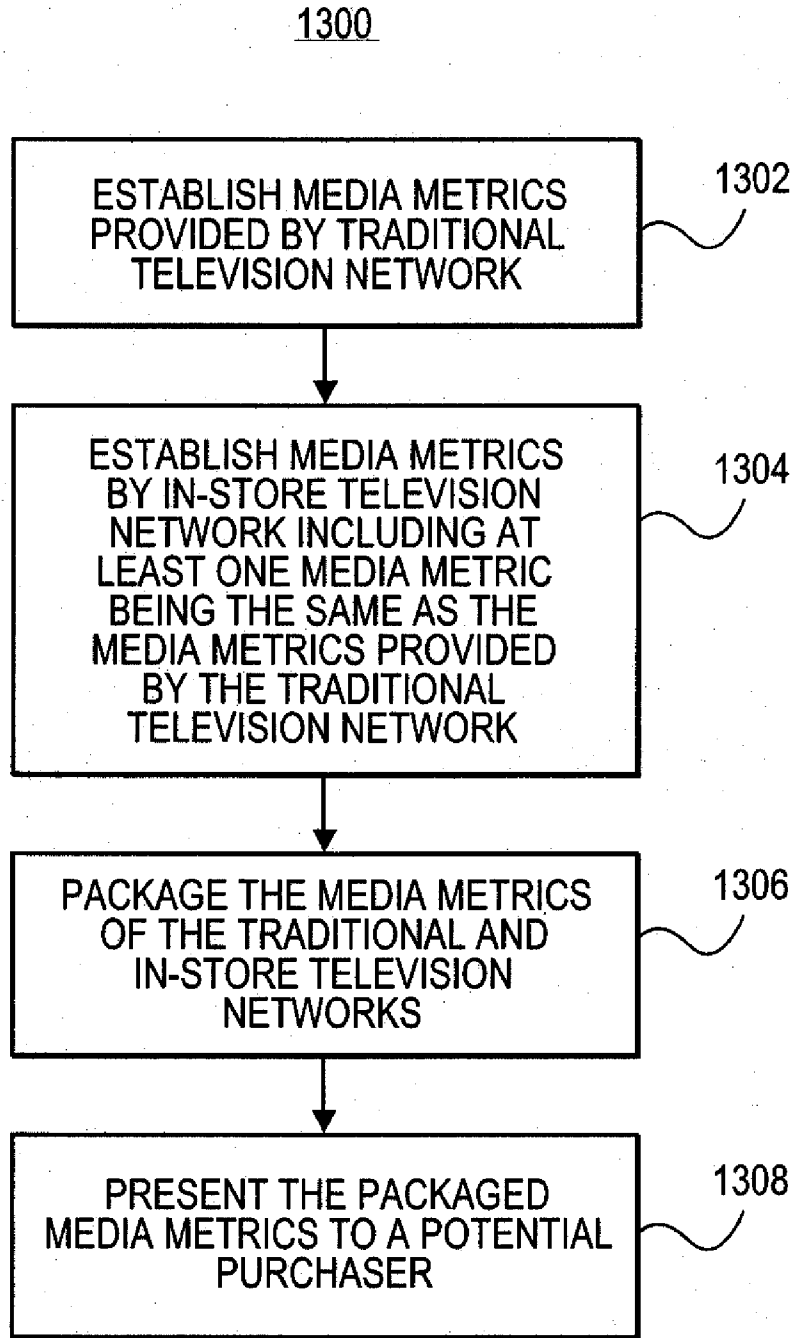 1300
ESTABLISH MEDIA METRICS
PROVIDED BY TRADITIONAL
TELEVISION NETWORK
1302
ESTABLISH MEDIA METRICS
BY IN-STORE TELEVISION
NETWORK INCLUDING AT
LEAST ONE MEDIA METRIC
BEING THE SAME AS THE
MEDIA METRICS PROVIDED
BY THE TRADITIONAL
TELEVISION NETWORK
1304
PACKAGE THE MEDIA METRICS
OF THE TRADITIONAL AND
IN-STORE TELEVISION
NETWORKS
1306
PRESENT THE PACKAGED
MEDIA METRICS TO A POTENTIAL
PURCHASER
1308